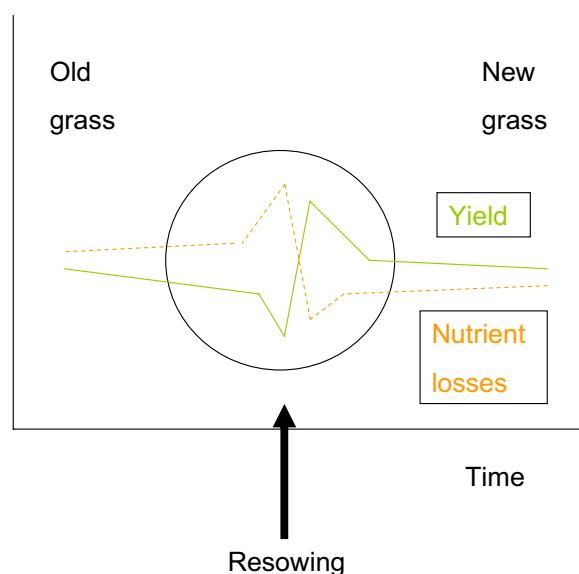 Old
grass
New
grass
Yield
Nutrient
losses
Time
Resowing